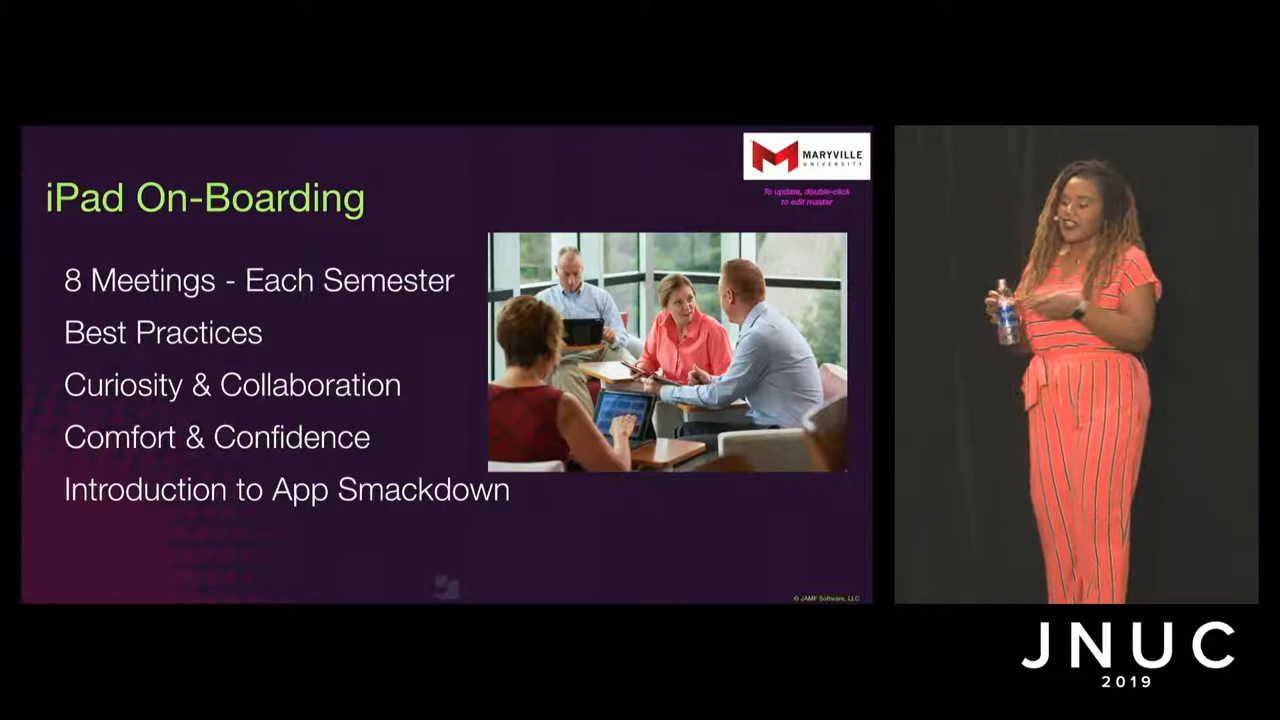 MARYVILLE
UNIVERSITY
To update, double-click
to edit master
iPad On-Boarding
8 Meetings - Each Semester
Best Practices
Curiosity & Collaboration
Comfort & Confidence
Introduction to App Smackdown
© JAMF Software, LLC
JNUC
2019